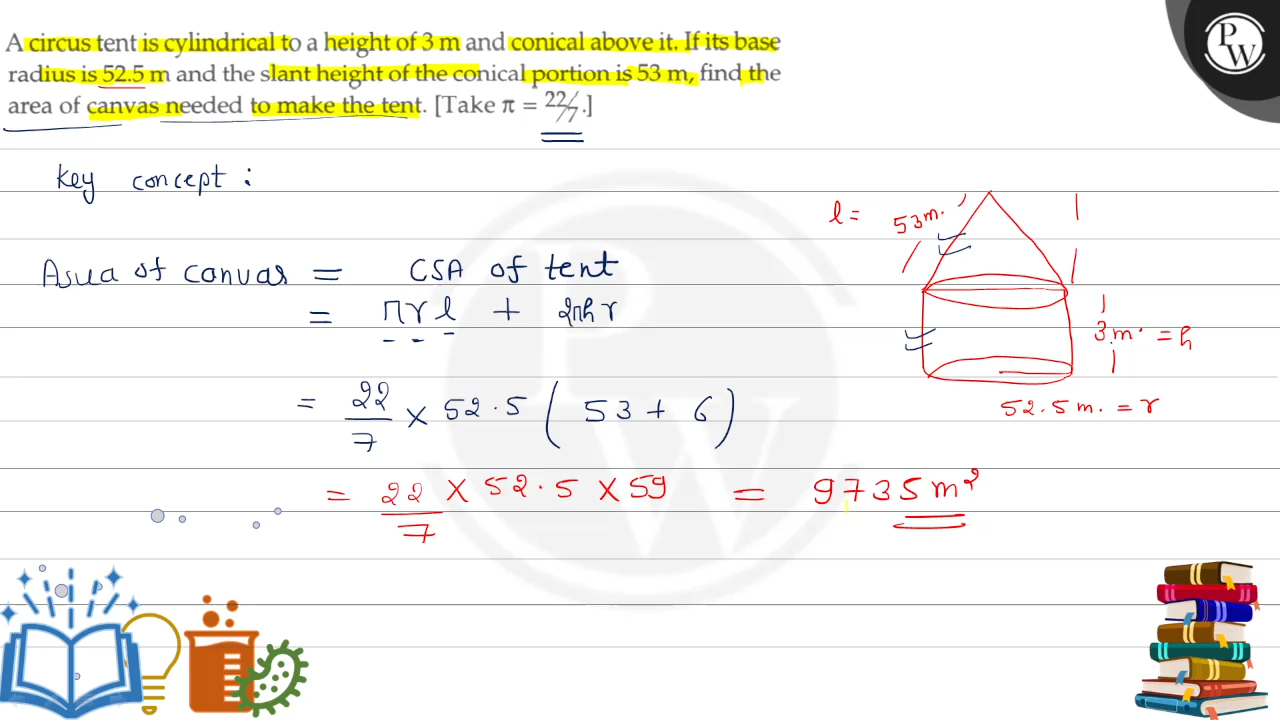 A circus tent is cylindrical to a height of 3 m and conical above it. If its base
radius is 52.5 m and the slant height of the conical portion is 53 m, find the
area of canvas needed to make the tent. [Take π = 22/7.]
PW
Key concept :
l = 53 m.
Area of canvas = CSA of tent
= πrl + 2πhr
3 m. = h
= 22/7 × 52.5 ( 53 + 6 )
52.5 m. = r
= 22/7 × 52.5 × 59 = 9735 m²